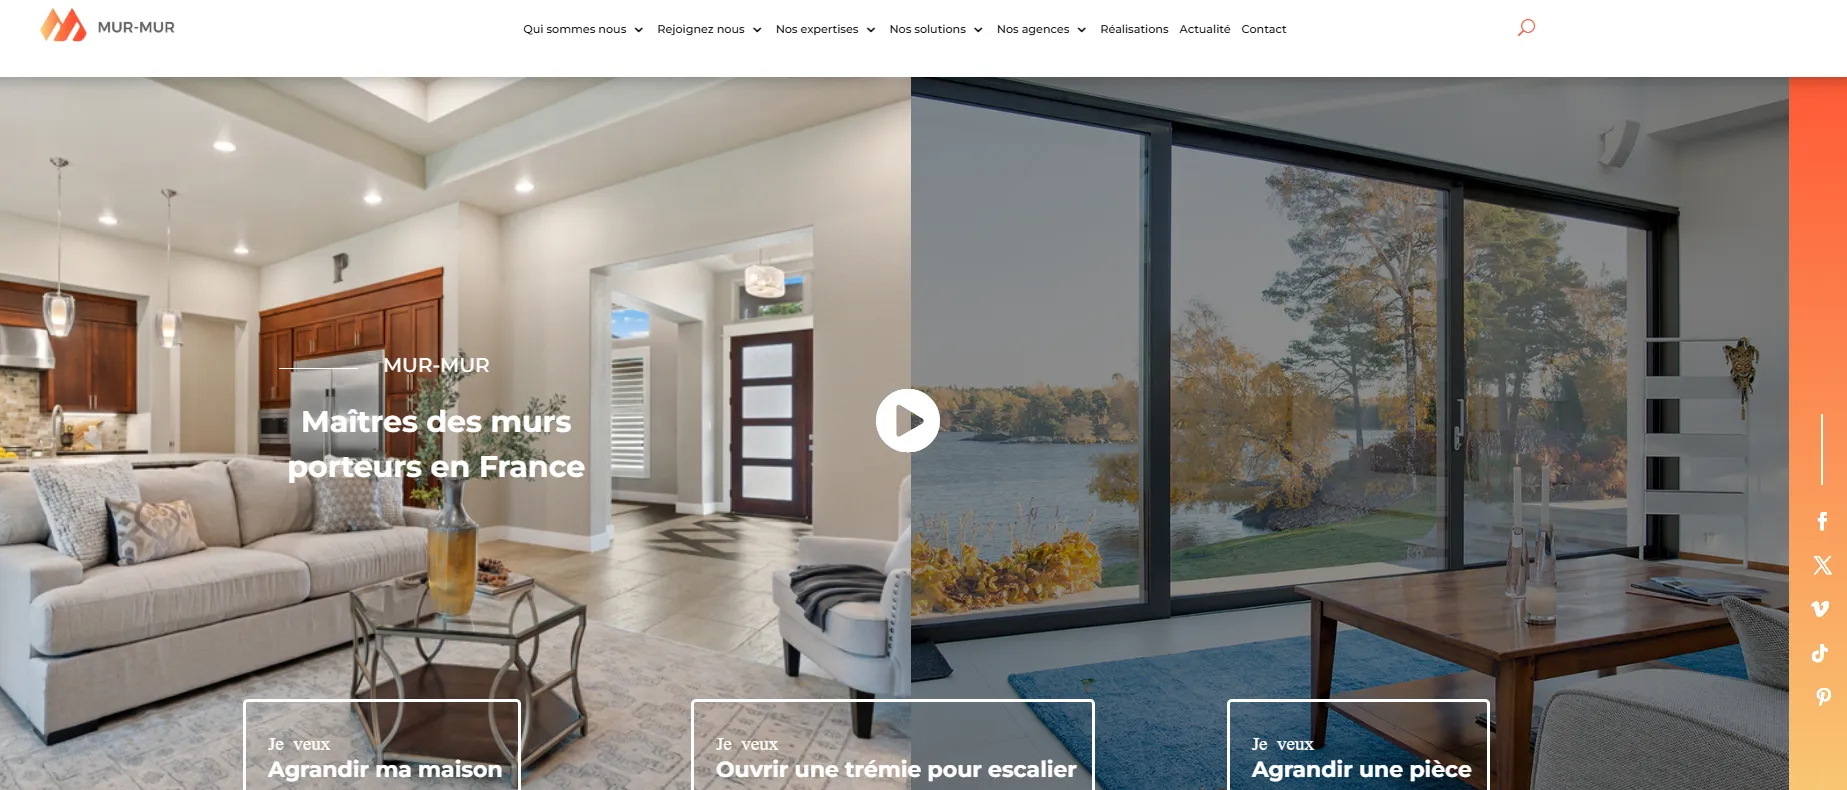 MUR-MUR
Qui sommes nous Rejoignez nous Nos expertises Nos solutions Nos agences Réalisations Actualité Contact
P
MUR-MUR
Maîtres des murs
porteurs en France
Je veux
Agrandir ma maison
Je veux
Ouvrir une trémie pour escalier
Je veux
Agrandir une pièce